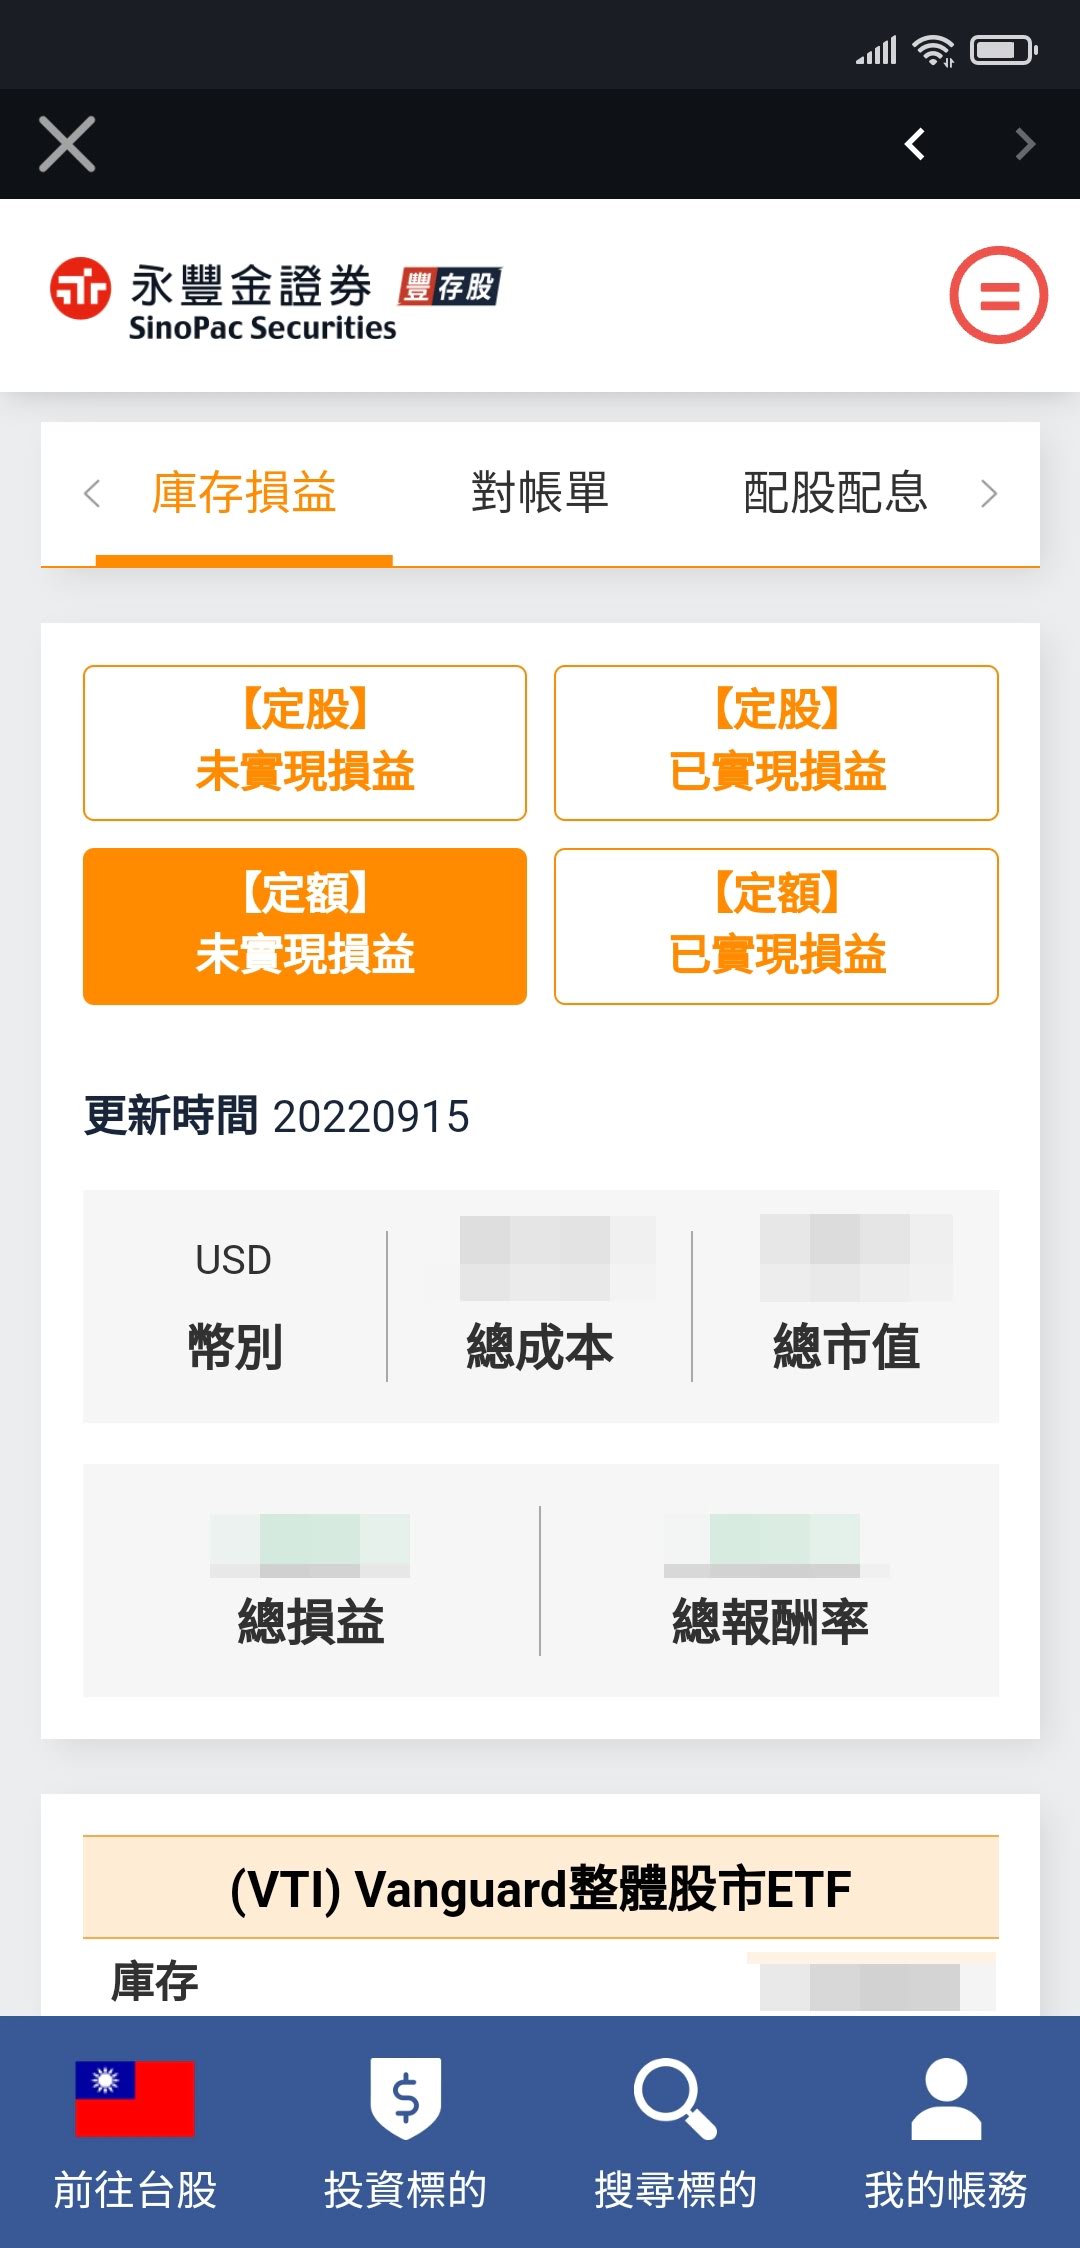 永豐金證券 豐存股
SinoPac Securities
庫存損益 對帳單 配股配息
【定股】
未實現損益
【定股】
已實現損益
【定額】
未實現損益
【定額】
已實現損益
更新時間 20220915
USD
幣別 總成本 總市值
總損益 總報酬率
(VTI) Vanguard整體股市ETF
庫存
前往台股 投資標的 搜尋標的 我的帳務